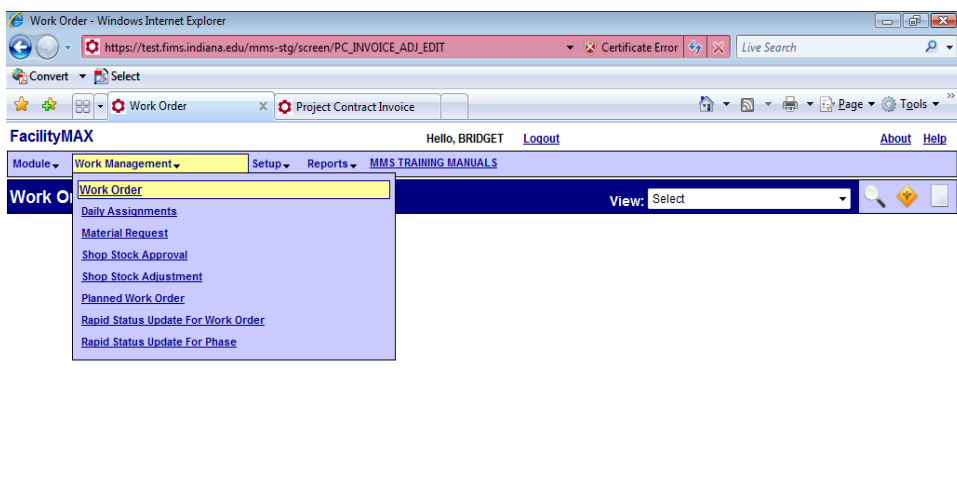 Work Order - Windows Internet Explorer
https://test.fims.indiana.edu/mms-stg/screen/PC_INVOICE_ADJ_EDIT Certificate Error Live Search
Convert Select
Work Order X Project Contract Invoice Page Tools »
FacilityMAX Hello, BRIDGET Logout About Help
Module Work Management Setup Reports MMS TRAINING MANUALS
Work O View: Select
Work Order
Daily Assignments
Material Request
Shop Stock Approval
Shop Stock Adjustment
Planned Work Order
Rapid Status Update For Work Order
Rapid Status Update For Phase